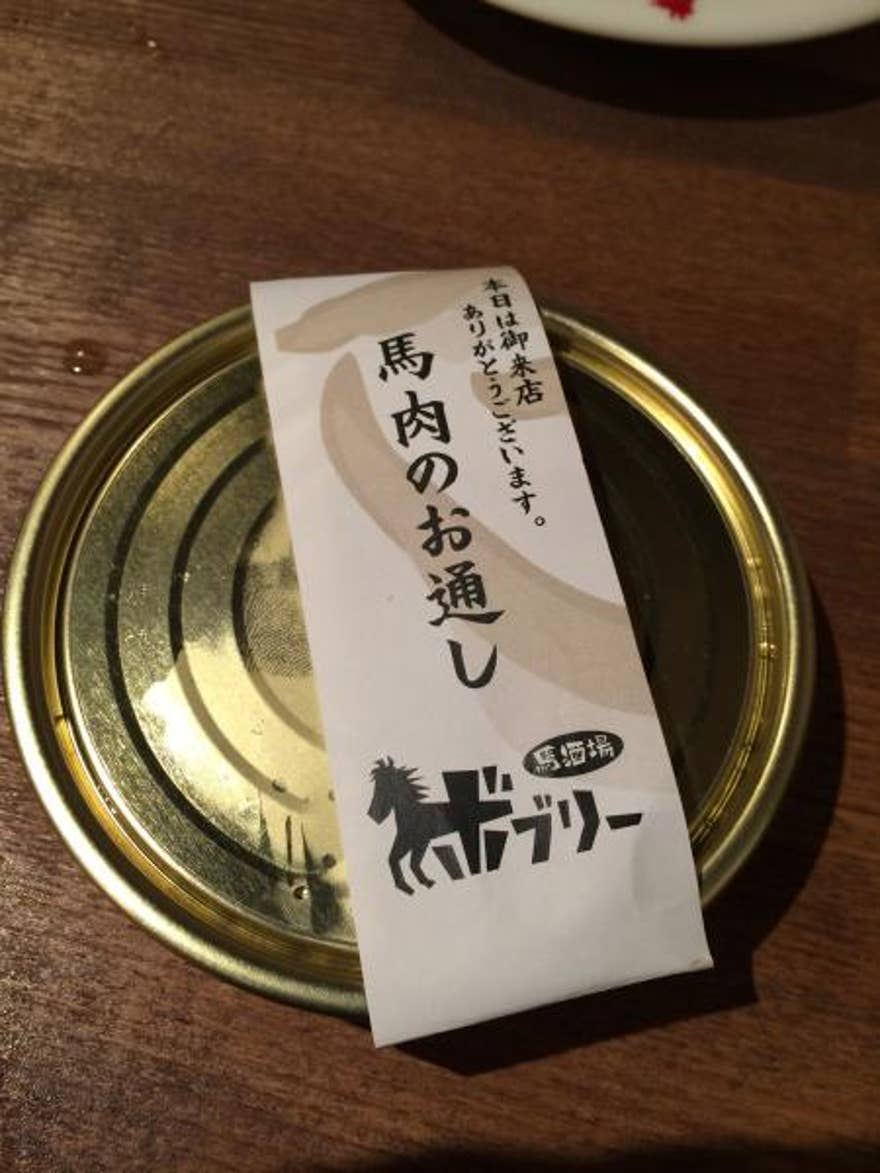 本日は御来店
ありがとうございます。
馬肉のお通し
馬酒場
ボブリー